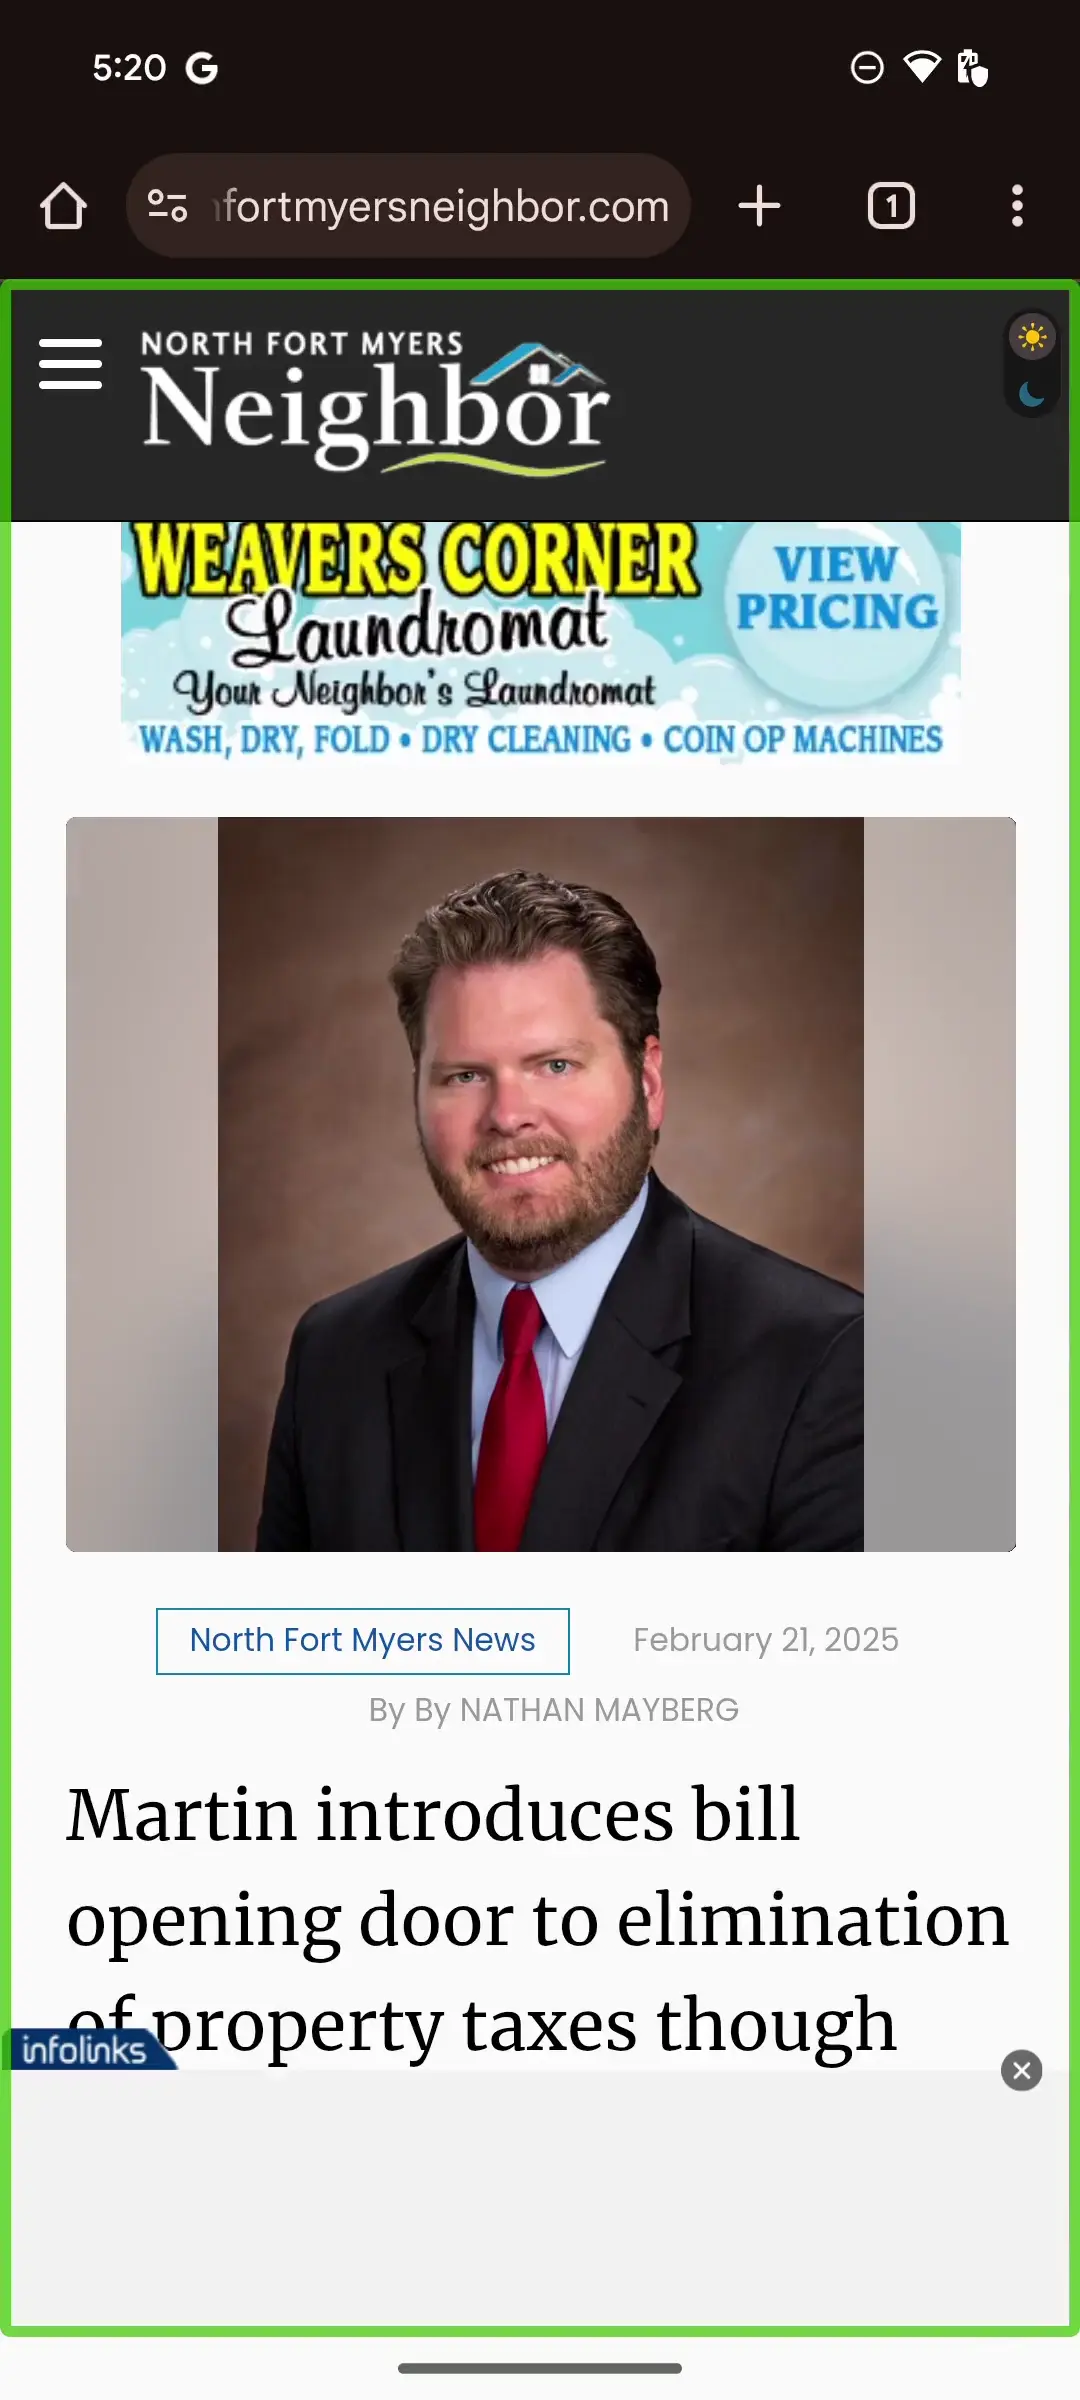 5:20
nfortmyersneighbor.com
1
NORTH FORT MYERS
Neighbor
WEAVERS CORNER
Laundromat
Your Neighbor's Laundromat
VIEW
PRICING
WASH, DRY, FOLD • DRY CLEANING • COIN OP MACHINES
North Fort Myers News
February 21, 2025
By By NATHAN MAYBERG
Martin introduces bill
opening door to elimination
of property taxes though
infolinks